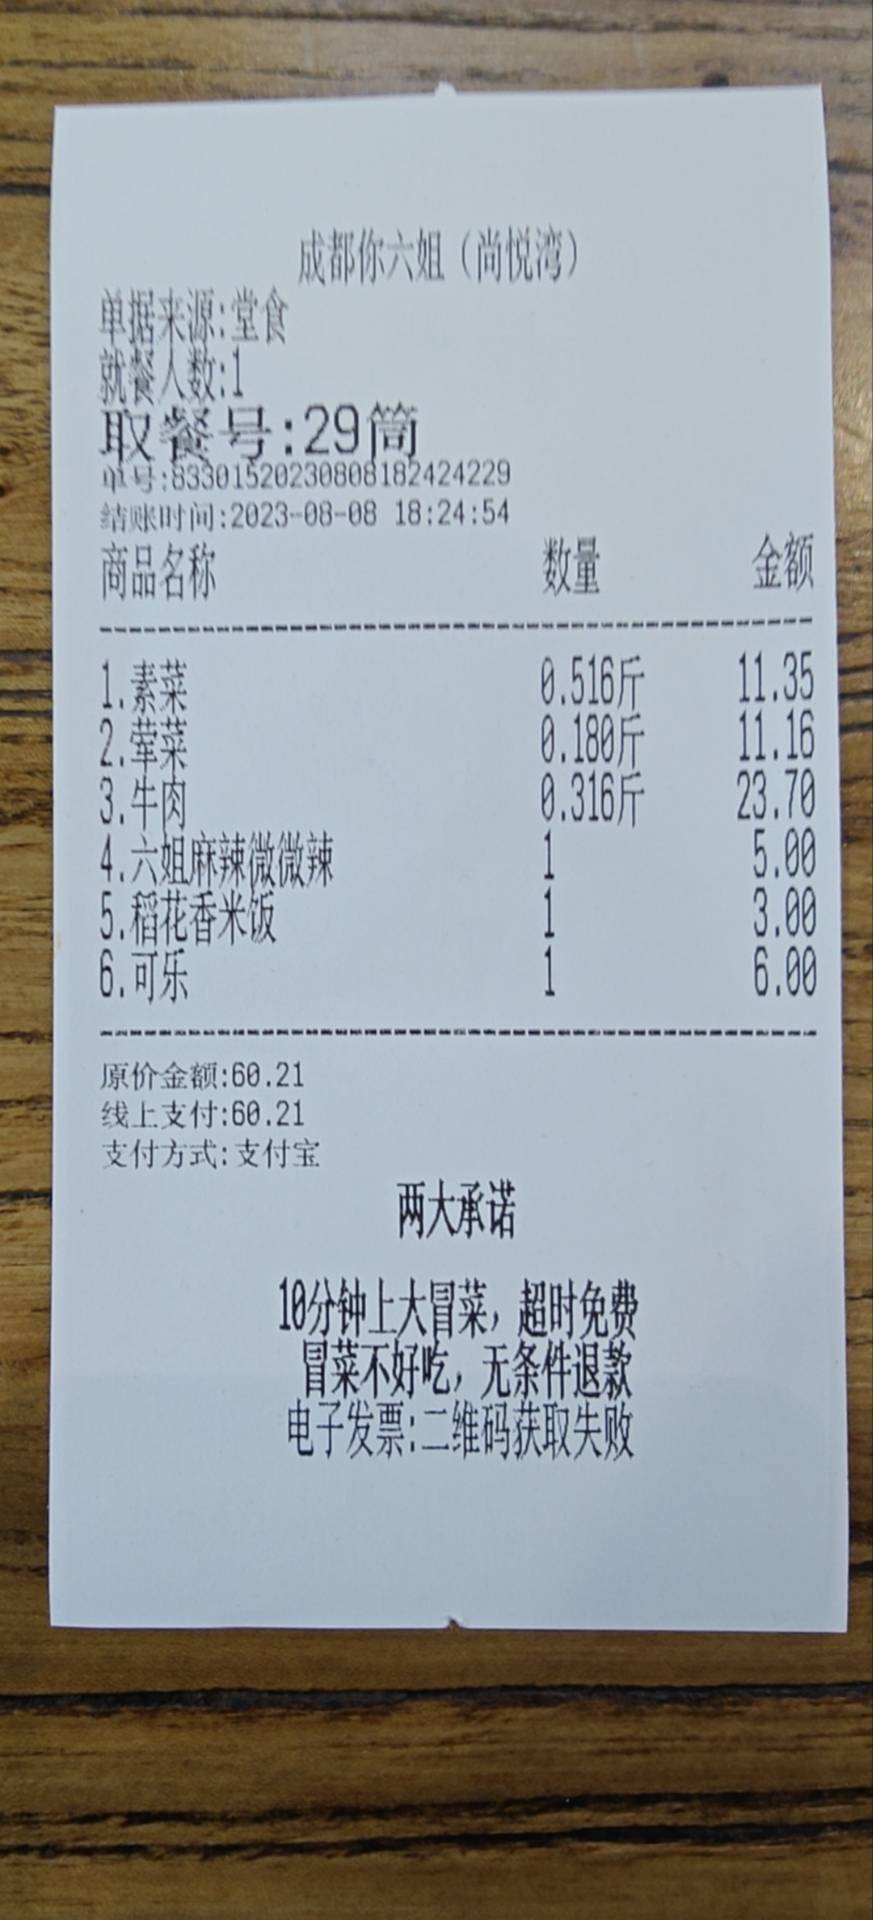 成都你六姐（尚悦湾）
单据来源:堂食
就餐人数:1
取餐号:29筒
单号:83301520230808182424229
结账时间:2023-08-08 18:24:54
商品名称 数量 金额
1.素菜 0.516斤 11.35
2.荤菜 0.180斤 11.16
3.牛肉 0.316斤 23.70
4.六姐麻辣微微辣 1 5.00
5.稻花香米饭 1 3.00
6.可乐 1 6.00
原价金额:60.21
线上支付:60.21
支付方式:支付宝
两大承诺
10分钟上大冒菜，超时免费
冒菜不好吃，无条件退款
电子发票:二维码获取失败